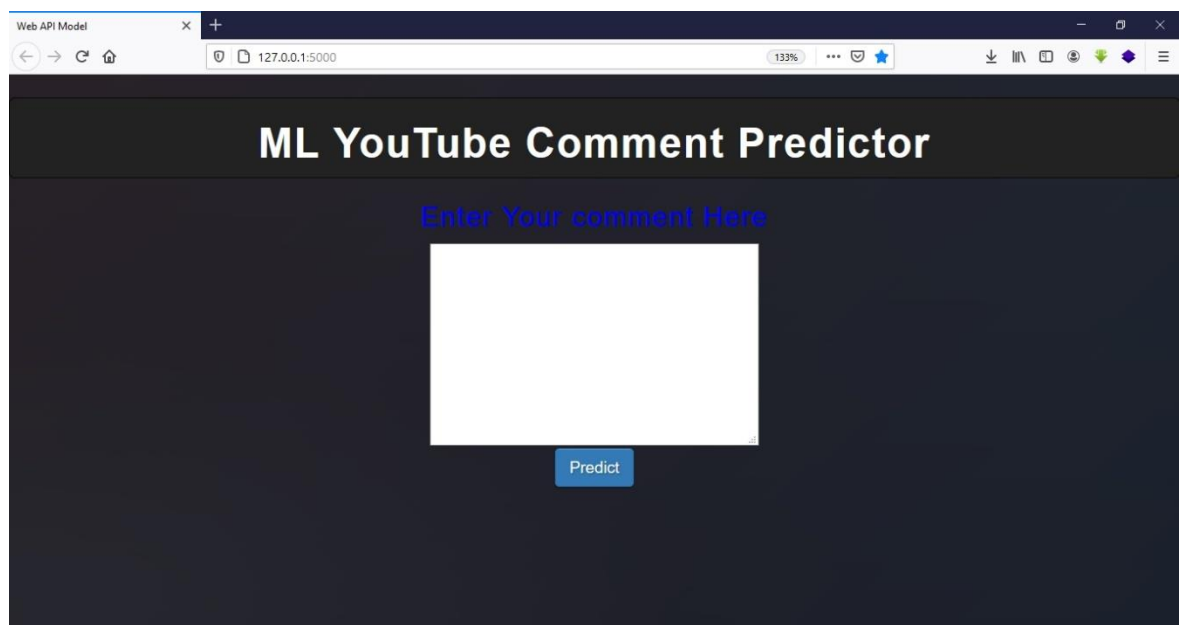 Web API Model
127.0.0.1:5000
133%
ML YouTube Comment Predictor
Enter Your comment Here
Predict